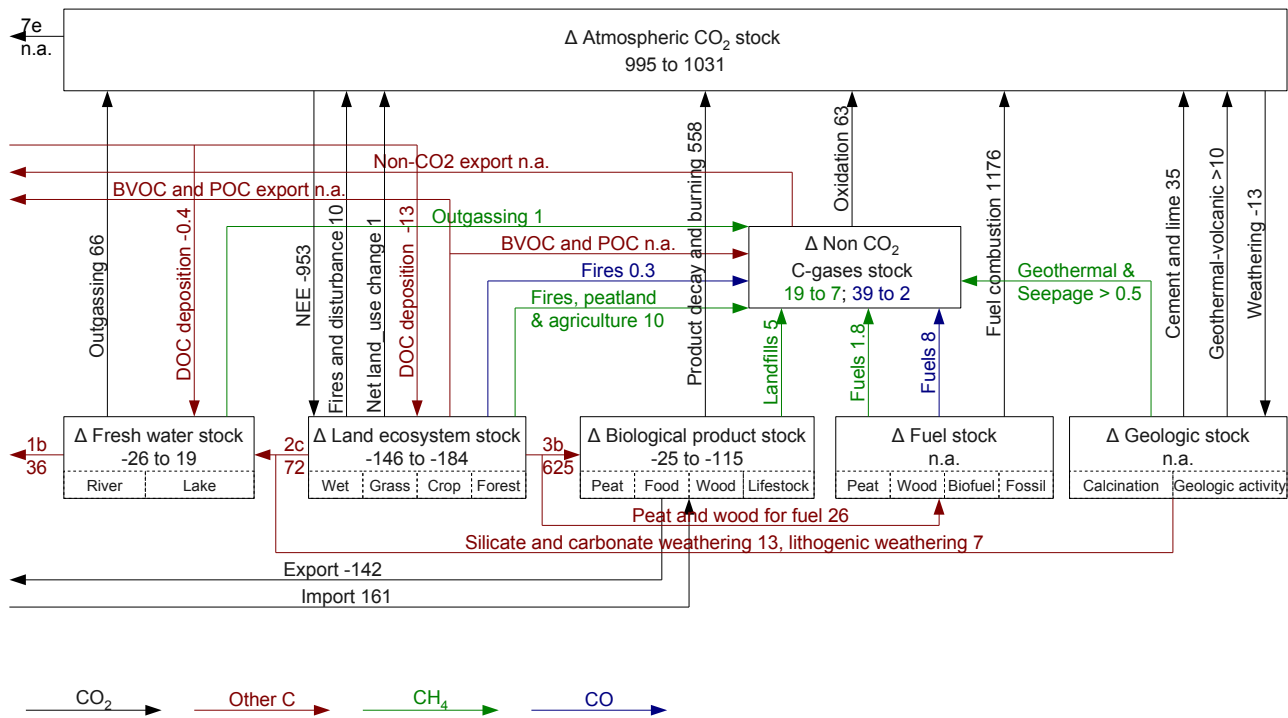 7e
n.a.
Δ Atmospheric CO₂ stock
995 to 1031
Outgassing 66
DOC deposition -0.4
NEE -953
Fires and disturbance 10
Net land_use change 1
DOC deposition -13
Product decay and burning 558
Oxidation 63
Fuel combustion 1176
Cement and lime 35
Geothermal-volcanic >10
Weathering -13
Non-CO2 export n.a.
BVOC and POC export n.a.
Outgassing 1
BVOC and POC n.a.
Fires 0.3
Fires, peatland
& agriculture 10
Δ Non CO₂
C-gases stock
19 to 7; 39 to 2
Geothermal &
Seepage > 0.5
Landfills 5
Fuels 1.8
Fuels 8
1b
36
Δ Fresh water stock
-26 to 19
River
Lake
2c
72
Δ Land ecosystem stock
-146 to -184
Wet
Grass
Crop
Forest
3b
625
Δ Biological product stock
-25 to -115
Peat
Food
Wood
Lifestock
Δ Fuel stock
n.a.
Peat
Wood
Biofuel
Fossil
Δ Geologic stock
n.a.
Calcination
Geologic activity
Peat and wood for fuel 26
Silicate and carbonate weathering 13, lithogenic weathering 7
Export -142
Import 161
CO₂
Other C
CH₄
CO